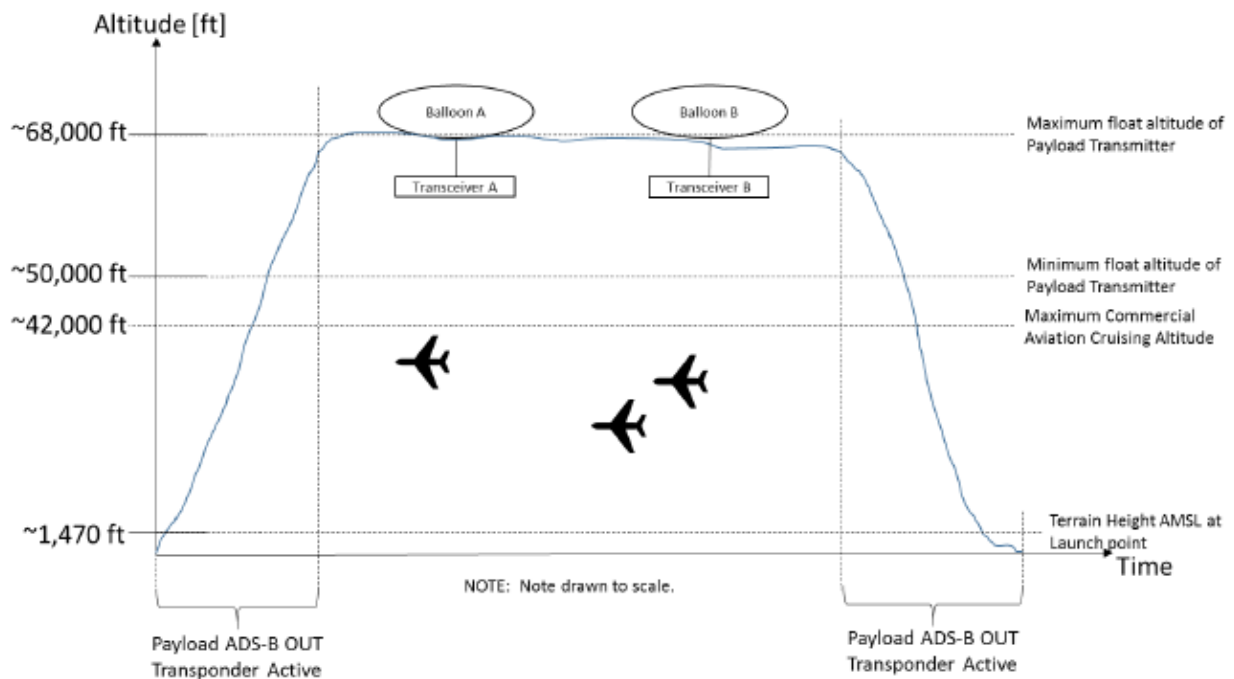 Altitude [ft]
Balloon A
Balloon B
~68,000 ft
Maximum float altitude of
Payload Transmitter
Transceiver A
Transceiver B
~50,000 ft
Minimum float altitude of
Payload Transmitter
~42,000 ft
Maximum Commercial
Aviation Cruising Altitude
~1,470 ft
Terrain Height AMSL at
Launch point
Time
NOTE: Note drawn to scale.
Payload ADS-B OUT
Transponder Active
Payload ADS-B OUT
Transponder Active